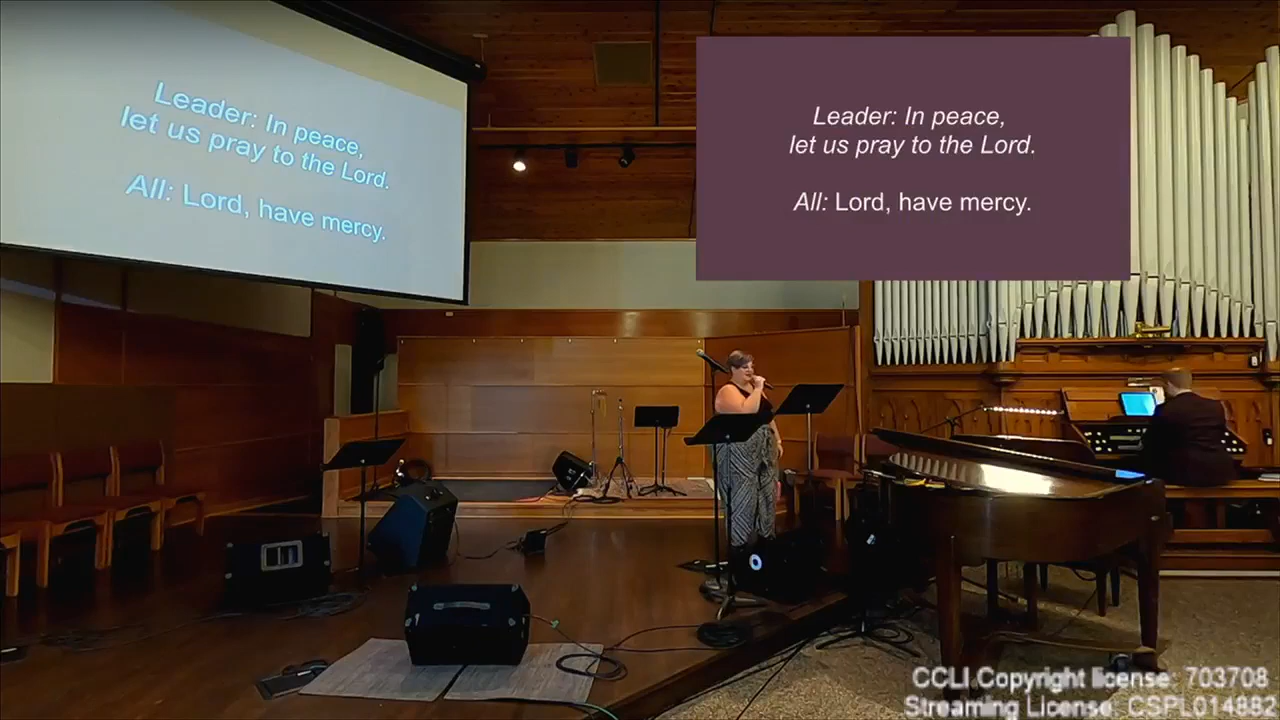 Leader: In peace,
let us pray to the Lord.
All: Lord, have mercy.
Leader: In peace,
let us pray to the Lord.
All: Lord, have mercy.
CCLI Copyright license: 703708
Streaming License: CSPL014882